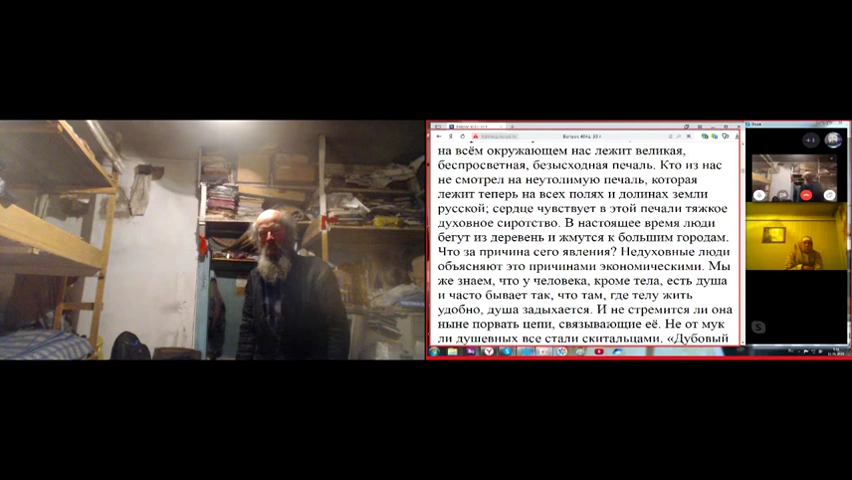 на всём окружающем нас лежит великая,
беспросветная, безысходная печаль. Кто из нас
не смотрел на неутолимую печаль, которая
лежит теперь на всех полях и долинах земли
русской; сердце чувствует в этой печали тяжкое
духовное сиротство. В настоящее время люди
бегут из деревень и жмутся к большим городам.
Что за причина сего явления? Недуховные люди
объясняют это причинами экономическими. Мы
же знаем, что у человека, кроме тела, есть душа
и часто бывает так, что там, где телу жить
удобно, душа задыхается. И не стремится ли она
ныне порвать цепи, связывающие её. Не от мук
ли душевных все стали скитальцами. «Дубовый